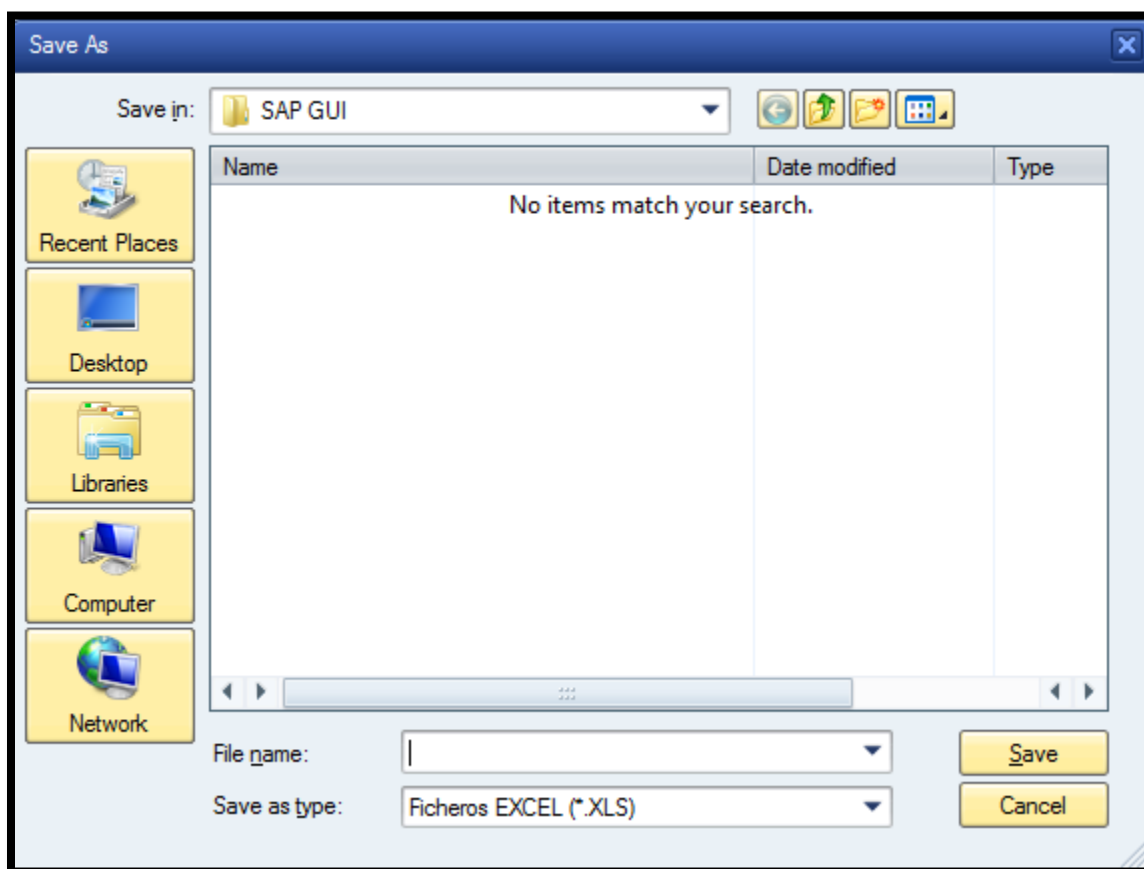 Save As
Save in: SAP GUI
Name Date modified Type
No items match your search.
Recent Places
Desktop
Libraries
Computer
Network
File name: Save
Save as type: Ficheros EXCEL (*.XLS) Cancel